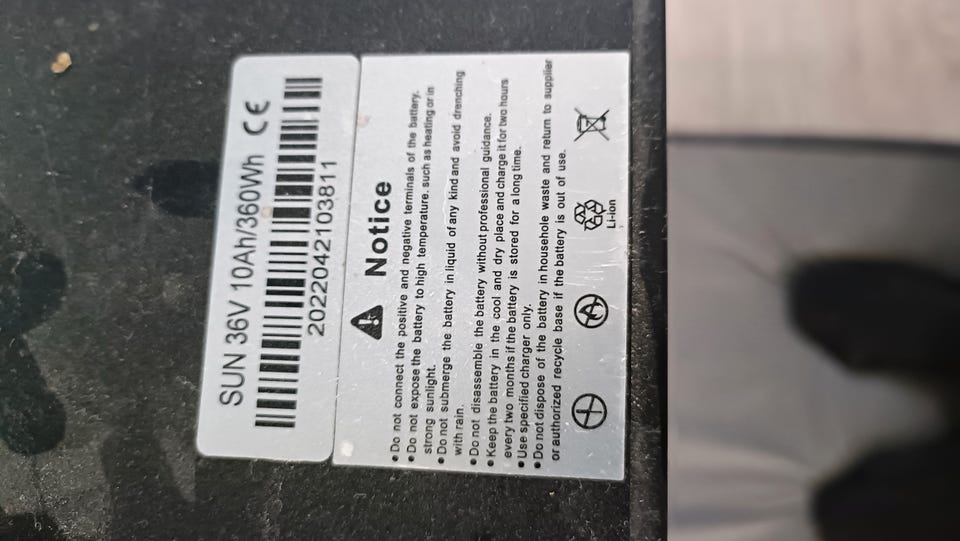 SUN 36V 10Ah/360Wh CE
2022042103811
Notice
● Do not connect the positive and negative terminals of the battery.
● Do not expose the battery to high temperature. such as heating or in
strong sunlight.
● Do not submerge the battery in liquid of any kind and avoid drenching
with rain.
● Do not disassemble the battery without professional guidance.
● Keep the battery in the cool and dry place and charge it for two hours
every two months if the battery is stored for a long time.
● Use specified charger only.
● Do not dispose of the battery in household waste and return to supplier
or authorized recycle base if the battery is out of use.
Li-ion